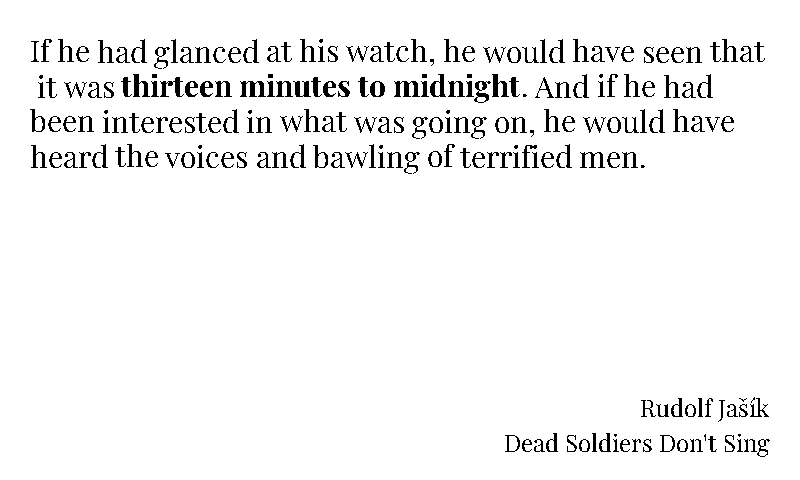 If he had glanced at his watch, he would have seen that
it was thirteen minutes to midnight. And if he had
been interested in what was going on, he would have
heard the voices and bawling of terrified men.
Rudolf Jašík
Dead Soldiers Don't Sing